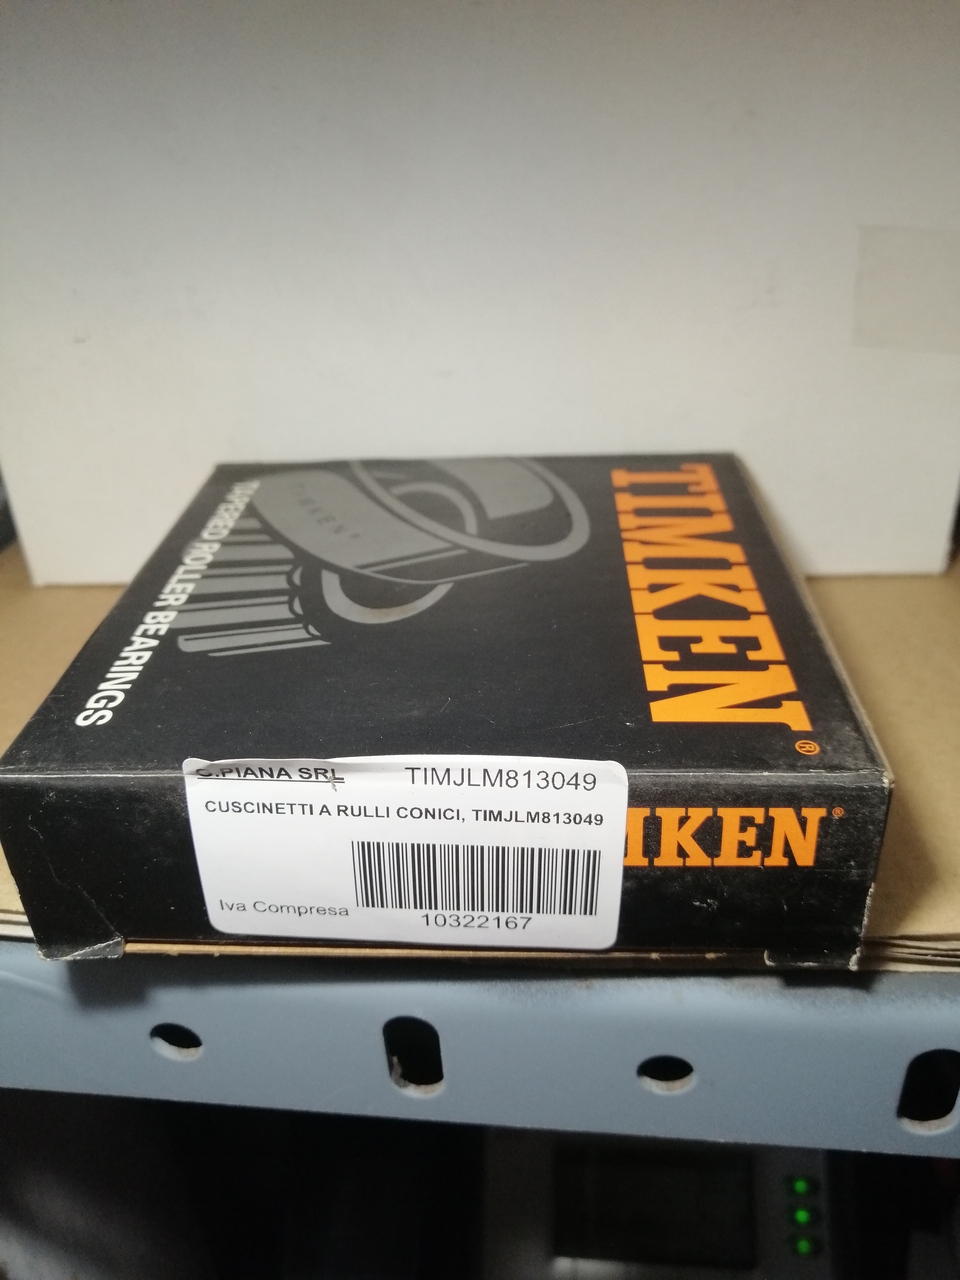 TIMKEN®
TIMKEN®
TAPERED ROLLER BEARINGS
C.PIANA SRL TIMJLM813049
CUSCINETTI A RULLI CONICI, TIMJLM813049
Iva Compresa
10322167
MKEN®